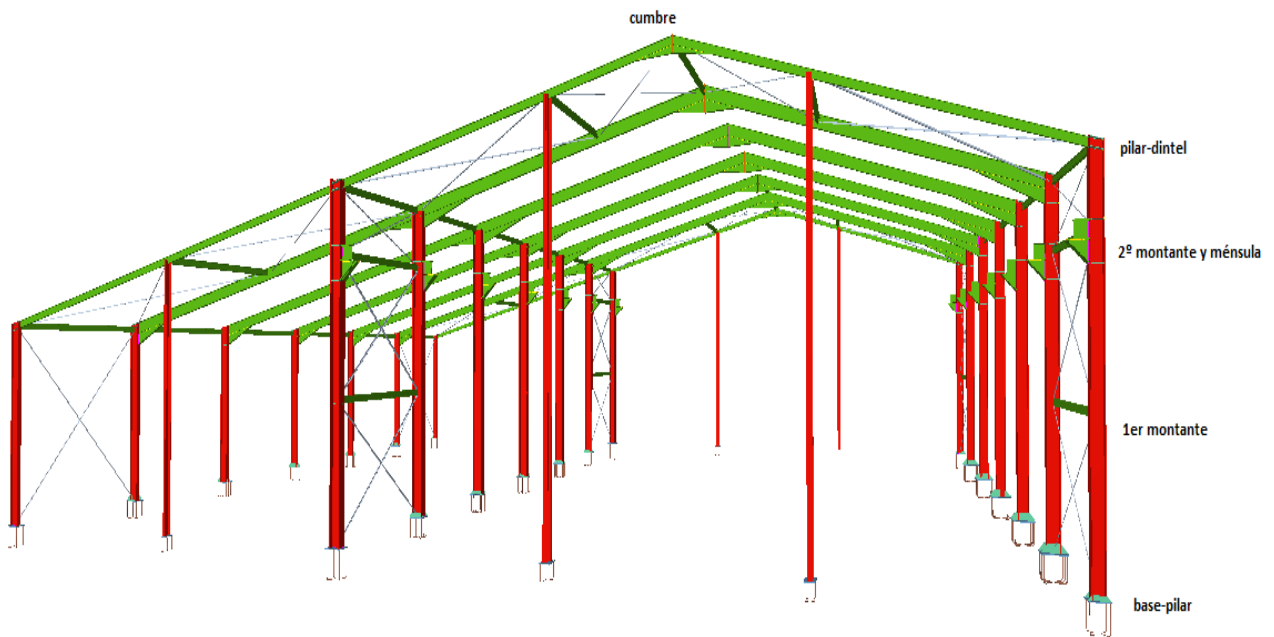 cumbre
pilar-dintel
2º montante y ménsula
1er montante
base-pilar